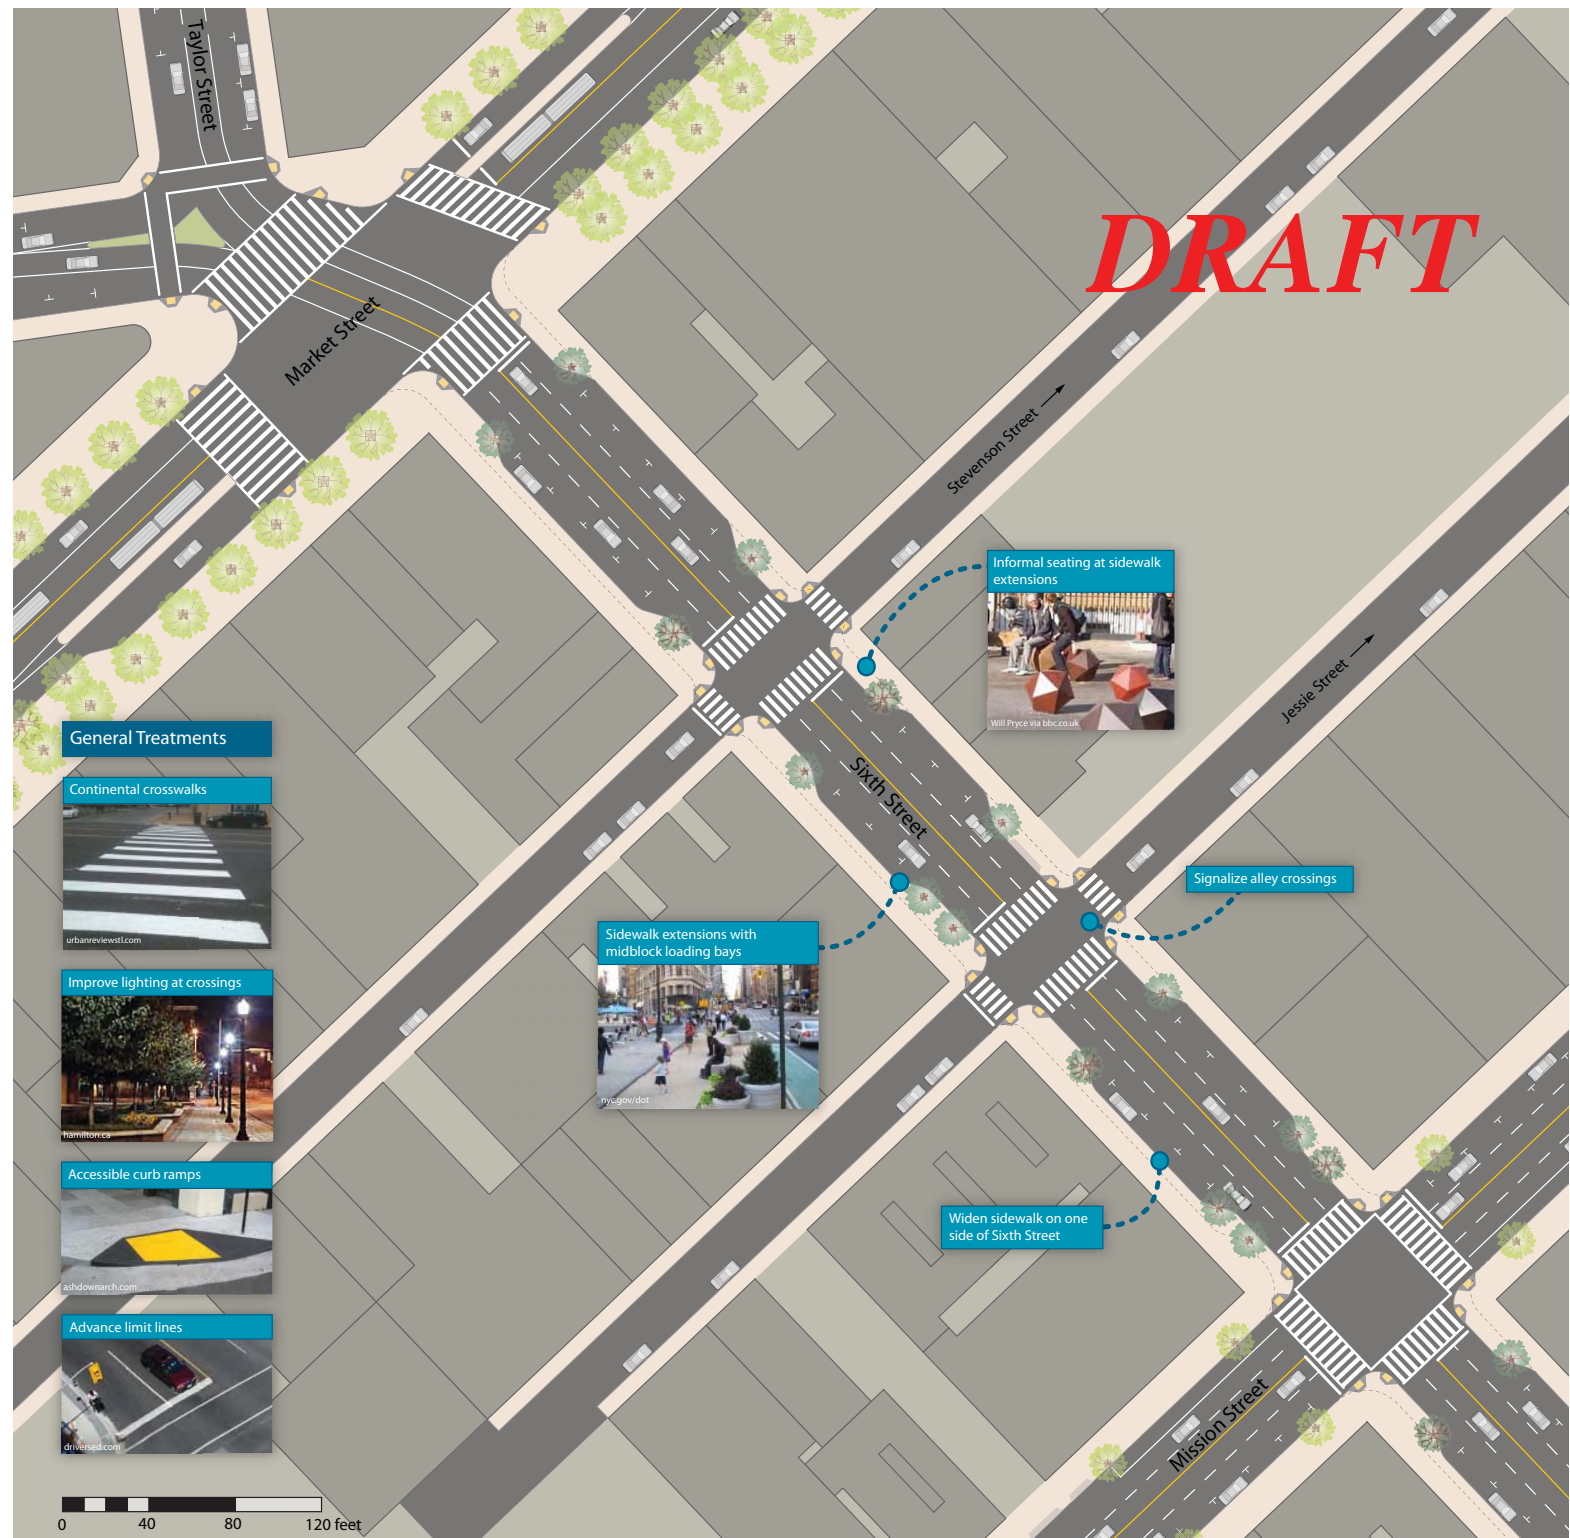 Taylor Street
DRAFT
Market Street
Stevenson Street
Informal seating at sidewalk
extensions
Will Pryce via bbc.co.uk
Jessie Street
General Treatments
Continental crosswalks
urbanreviewstl.com
Sixth Street
Signalize alley crossings
Sidewalk extensions with
midblock loading bays
nyc.gov/dot
Improve lighting at crossings
hamilton.ca
Accessible curb ramps
ashdownarch.com
Widen sidewalk on one
side of Sixth Street
Advance limit lines
driversed.com
Mission Street
0 40 80 120 feet